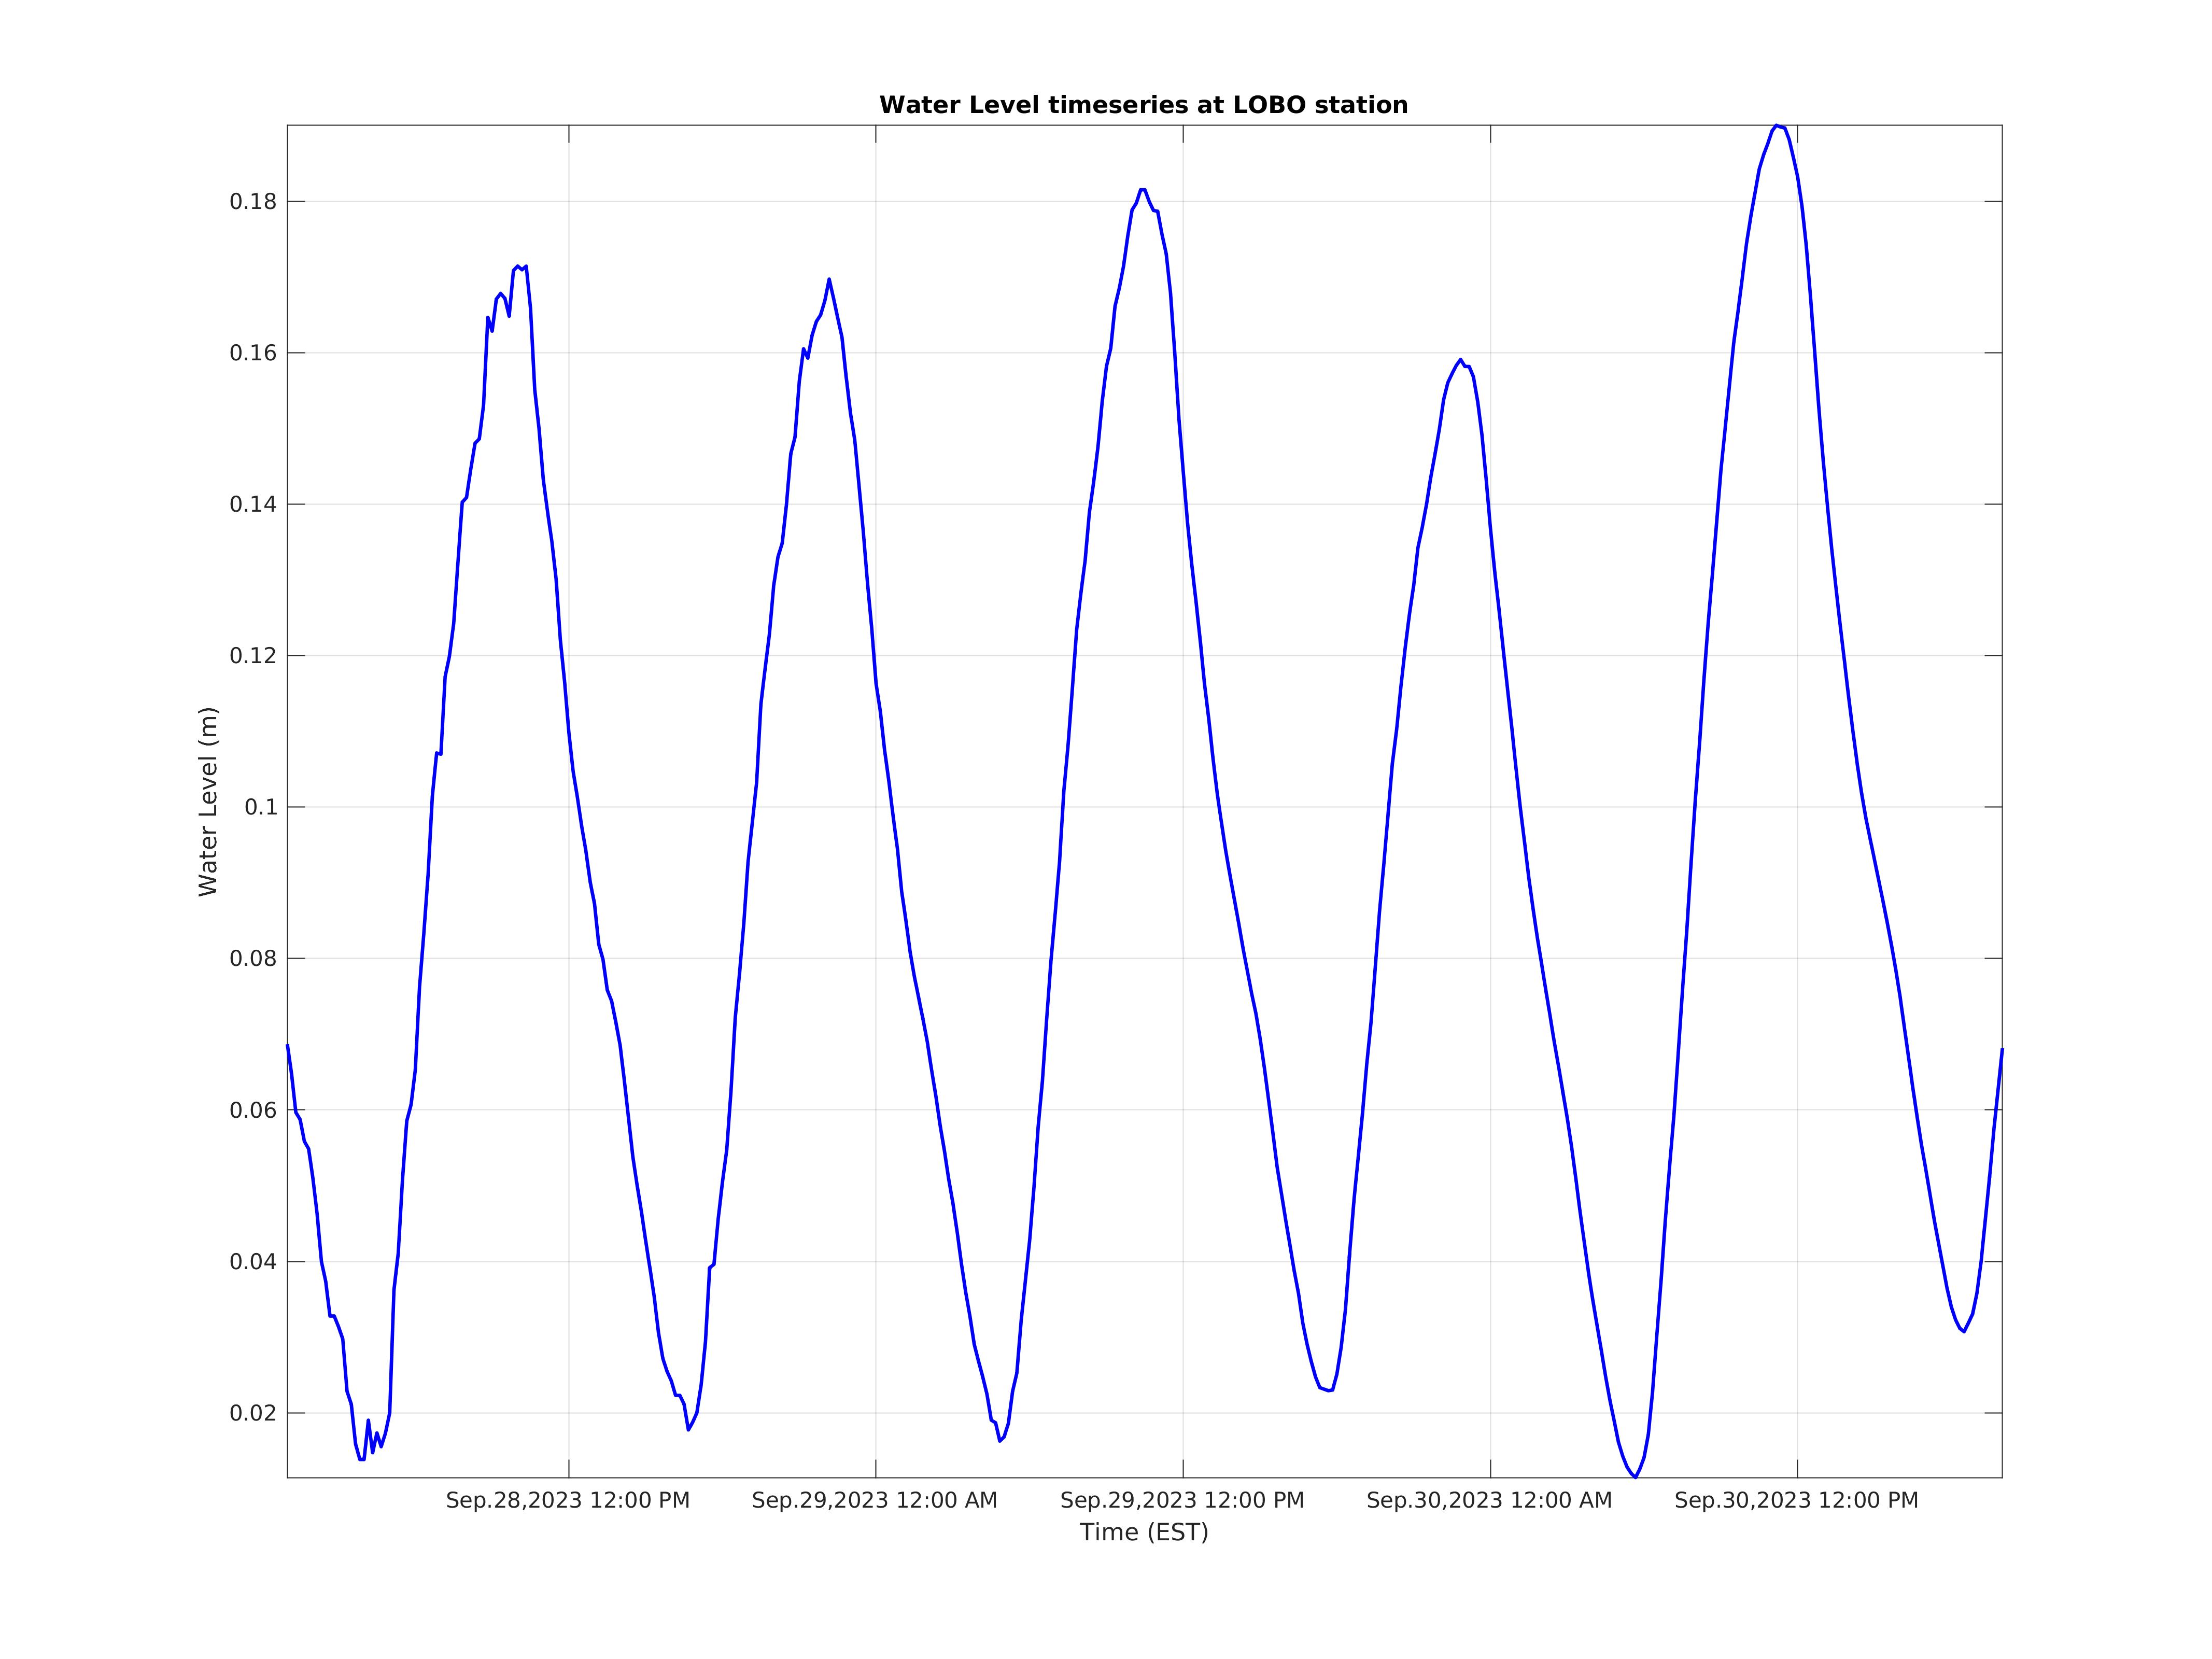 Water Level timeseries at LOBO station
0.18
0.16
0.14
0.12
0.1
0.08
0.06
0.04
0.02
Water Level (m)
Sep.28,2023 12:00 PM Sep.29,2023 12:00 AM Sep.29,2023 12:00 PM Sep.30,2023 12:00 AM Sep.30,2023 12:00 PM
Time (EST)